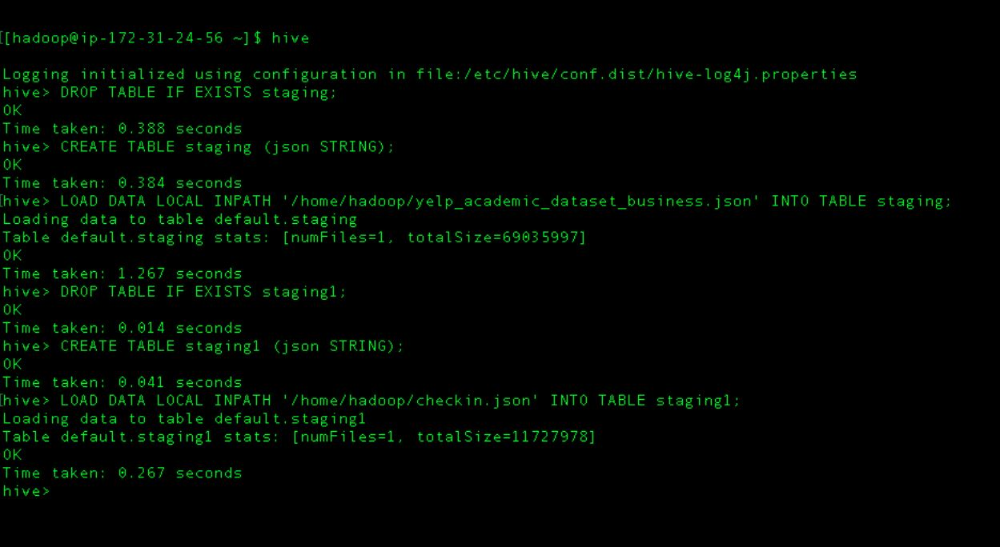 [[hadoop@ip-172-31-24-56 ~]$ hive
Logging initialized using configuration in file:/etc/hive/conf.dist/hive-log4j.properties
hive> DROP TABLE IF EXISTS staging;
OK
Time taken: 0.388 seconds
hive> CREATE TABLE staging (json STRING);
OK
Time taken: 0.384 seconds
[hive> LOAD DATA LOCAL INPATH '/home/hadoop/yelp_academic_dataset_business.json' INTO TABLE staging;
Loading data to table default.staging
Table default.staging stats: [numFiles=1, totalSize=69035997]
OK
Time taken: 1.267 seconds
hive> DROP TABLE IF EXISTS staging1;
OK
Time taken: 0.014 seconds
hive> CREATE TABLE staging1 (json STRING);
OK
Time taken: 0.041 seconds
[hive> LOAD DATA LOCAL INPATH '/home/hadoop/checkin.json' INTO TABLE staging1;
Loading data to table default.staging1
Table default.staging1 stats: [numFiles=1, totalSize=11727978]
OK
Time taken: 0.267 seconds
hive>